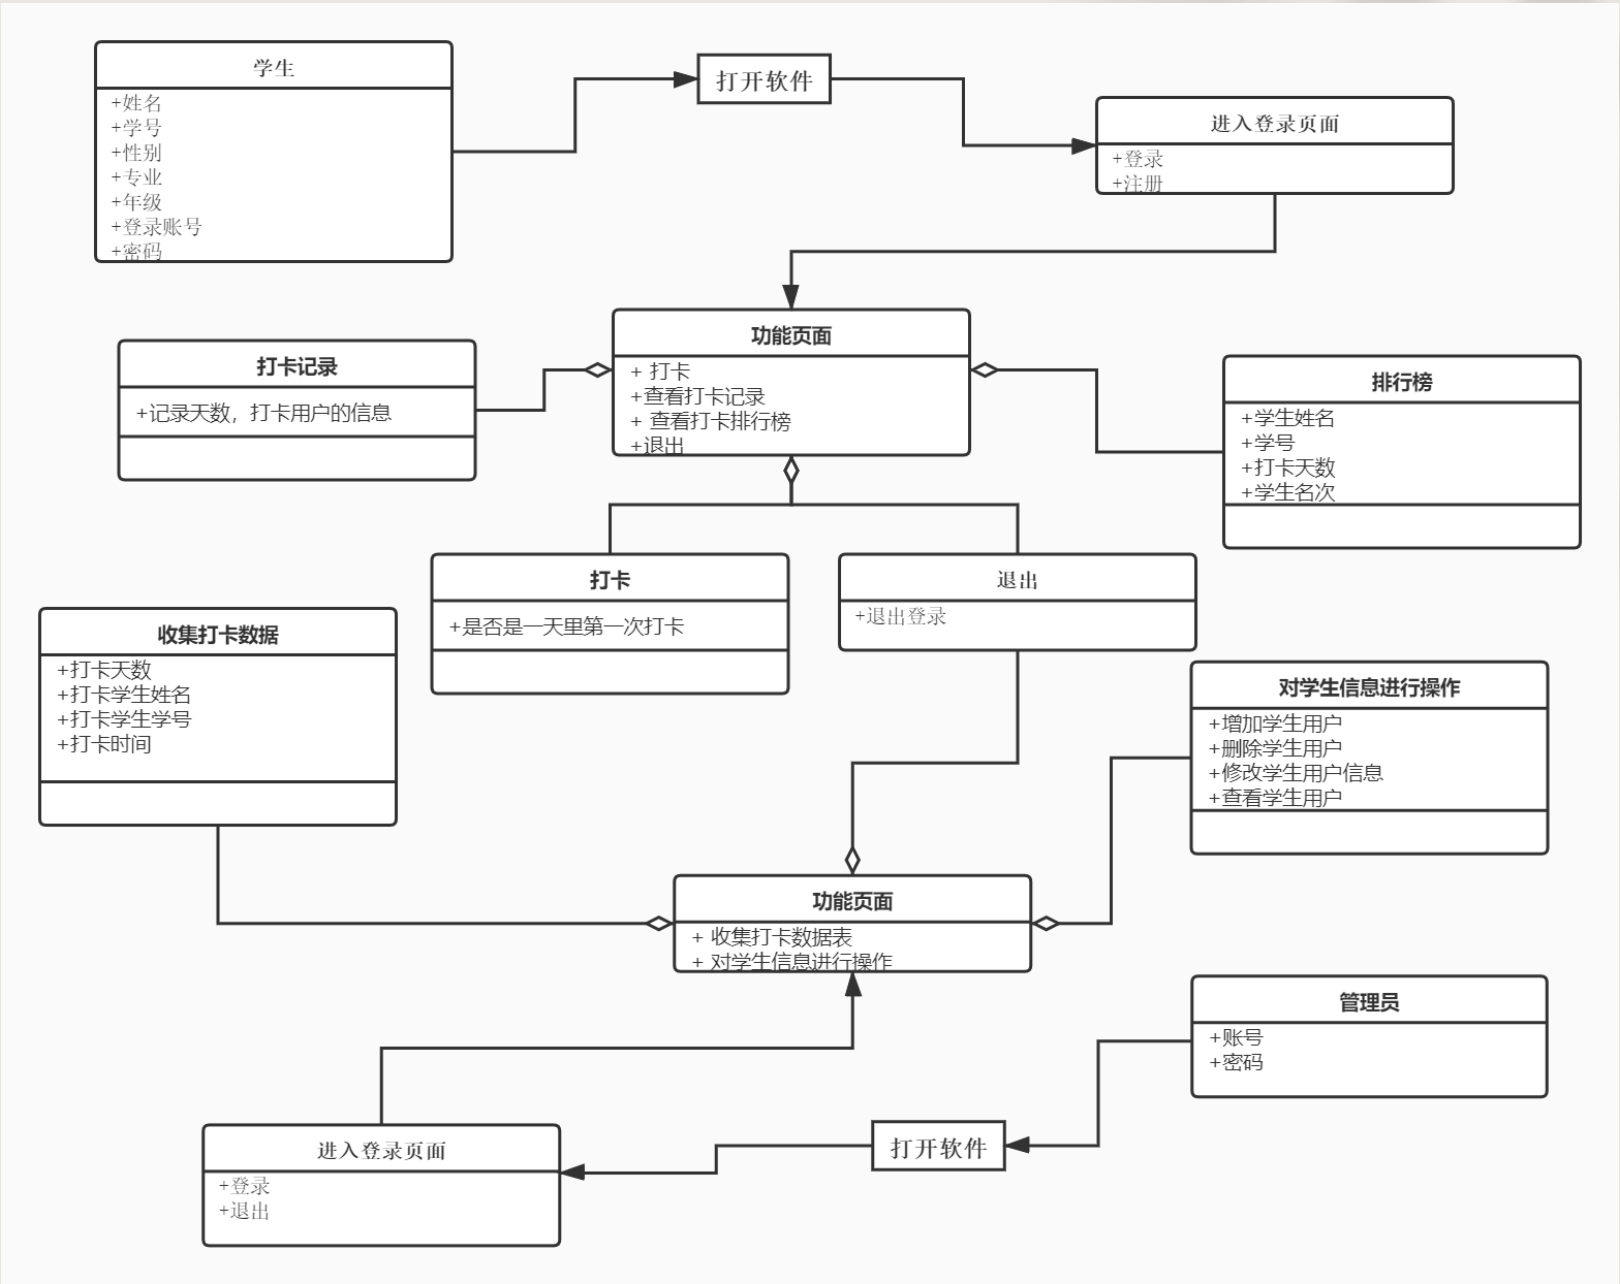 学生
+姓名
+学号
+性别
+专业
+年级
+登录账号
+密码
打开软件
进入登录页面
+登录
+注册
功能页面
+ 打卡
+查看打卡记录
+ 查看打卡排行榜
+退出
打卡记录
+记录天数，打卡用户的信息
排行榜
+学生姓名
+学号
+打卡天数
+学生名次
打卡
+是否是一天里第一次打卡
退出
+退出登录
收集打卡数据
+打卡天数
+打卡学生姓名
+打卡学生学号
+打卡时间
对学生信息进行操作
+增加学生用户
+删除学生用户
+修改学生用户信息
+查看学生用户
功能页面
+ 收集打卡数据表
+ 对学生信息进行操作
管理员
+账号
+密码
打开软件
进入登录页面
+登录
+退出